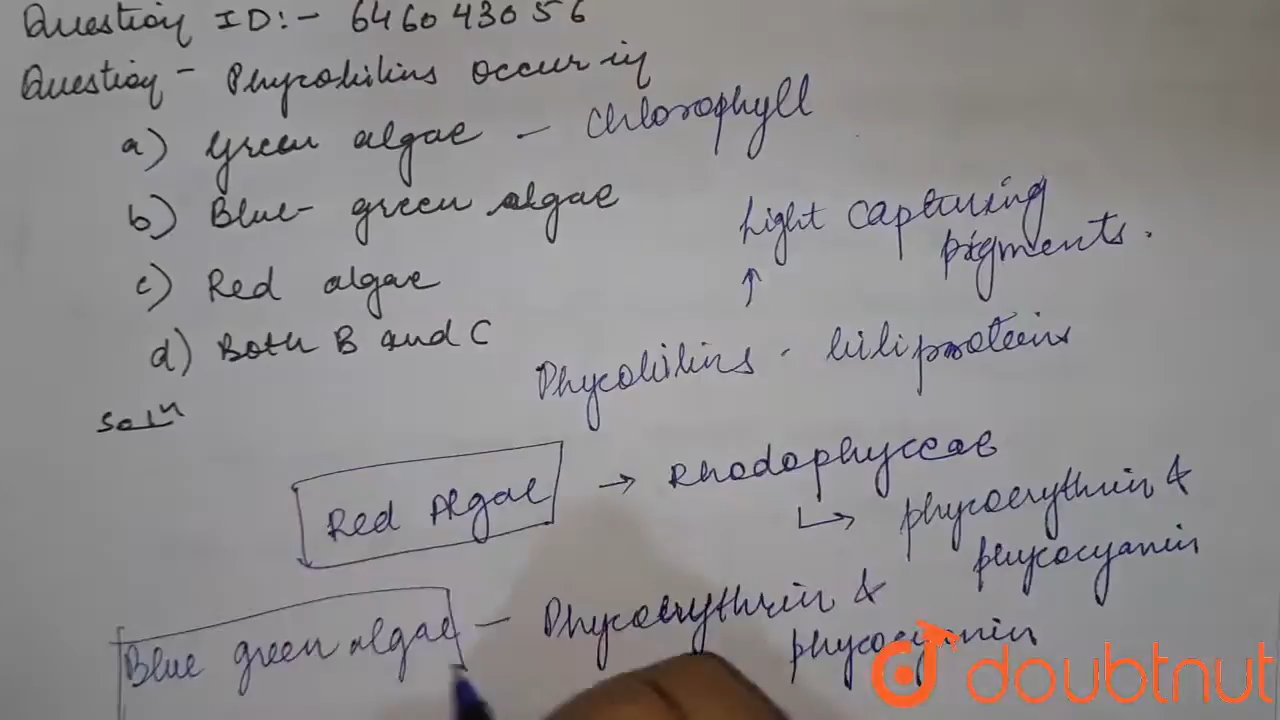 Question ID:- 646043056
Question - Phycobilins occur in
a) Green algae - Chlorophyll
b) Blue- green algae
c) Red algae
d) Both B and C
Light capturing
pigments.
↑
Phycobilins - biliproteins
Soln
Red Algae → Rhodophyceae
↳ phycoerythrin &
phycocyanin
Blue green algae - Phycoerythrin &
phycocyanin
doubtnut